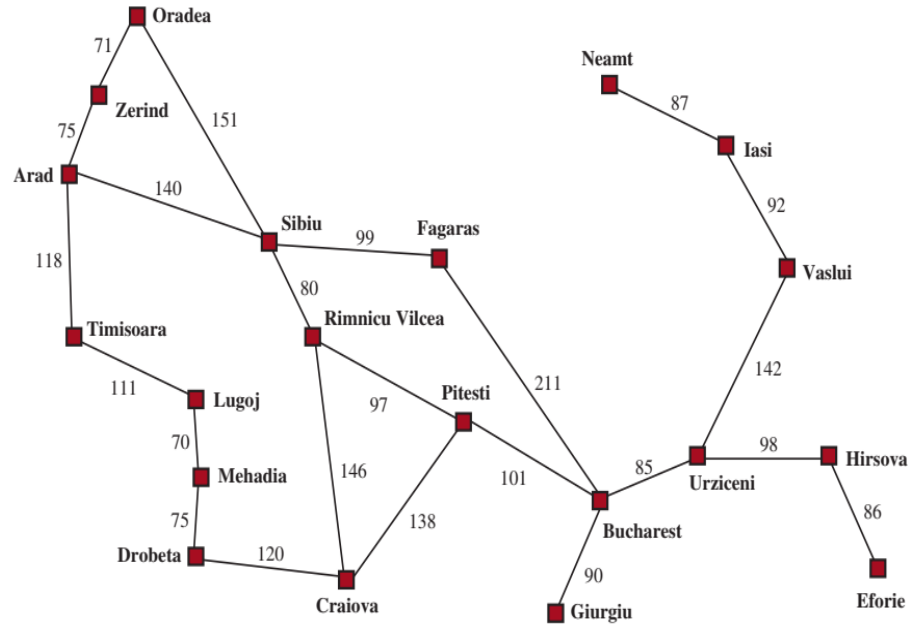 Oradea
71
Neamt
87
Zerind
151
75
Iasi
Arad
140
92
Sibiu
Fagaras
99
118
Vaslui
80
Timisoara
Rimnicu Vilcea
142
111
211
Lugoj
97
Pitesti
70
98
Mehadia
146
101
85
Urziceni
Hirsova
75
138
Bucharest
86
Drobeta
120
90
Craiova
Giurgiu
Eforie